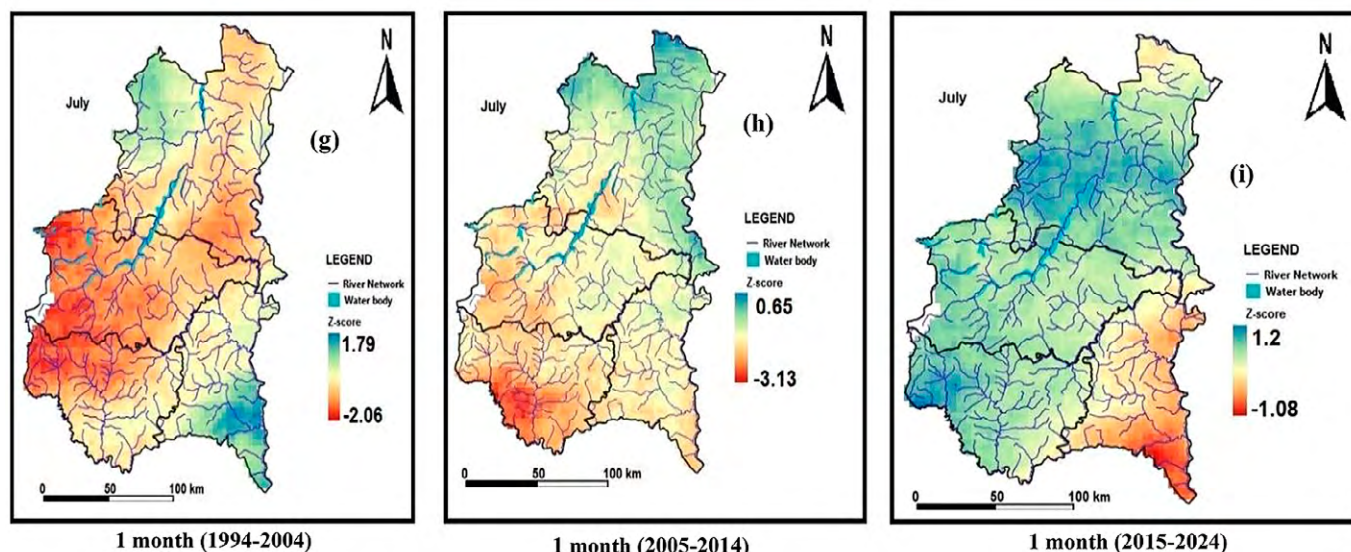 July
N
(g)
LEGEND
River Network
Water body
Z-score
1.79
-2.06
0 50 100 km
1 month (1994-2004)
July
N
(h)
LEGEND
River Network
Water body
Z-score
0.65
-3.13
0 50 100 km
1 month (2005-2014)
July
N
(i)
LEGEND
River Network
Water body
Z-score
1.2
-1.08
0 50 100 km
1 month (2015-2024)